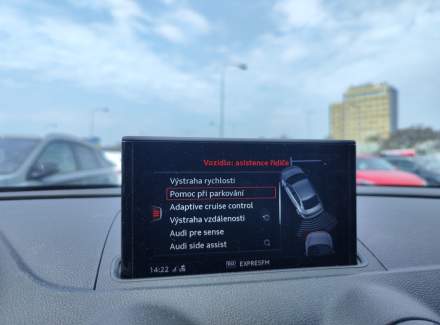 Vozidlo: asistence řidiče
Výstraha rychlosti
Pomoc při parkování
Adaptive cruise control
Výstraha vzdálenosti
Audi pre sense
Audi side assist
14:22 EXPRESFM